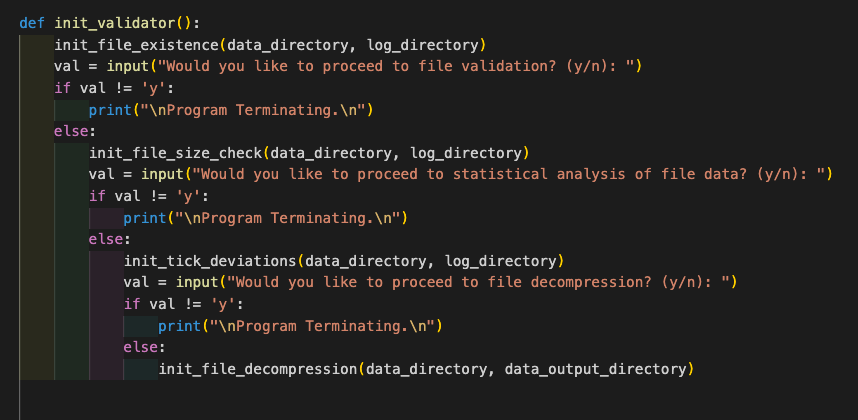 def init_validator():
    init_file_existence(data_directory, log_directory)
    val = input("Would you like to proceed to file validation? (y/n): ")
    if val != 'y':
        print("\nProgram Terminating.\n")
    else:
        init_file_size_check(data_directory, log_directory)
        val = input("Would you like to proceed to statistical analysis of file data? (y/n): ")
        if val != 'y':
            print("\nProgram Terminating.\n")
        else:
            init_tick_deviations(data_directory, log_directory)
            val = input("Would you like to proceed to file decompression? (y/n): ")
            if val != 'y':
                print("\nProgram Terminating.\n")
            else:
                init_file_decompression(data_directory, data_output_directory)